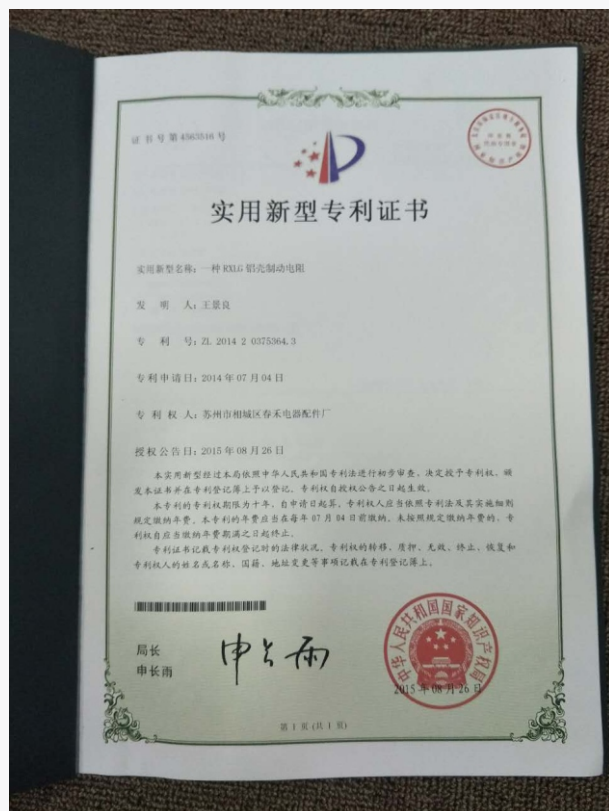 证书号第4563516号
实用新型专利证书
实用新型名称：一种RXLG铝壳制动电阻
发明人：王景良
专利号：ZL 2014 2 0375364.3
专利申请日：2014年07月04日
专利权人：苏州市相城区春禾电器配件厂
授权公告日：2015年08月26日
本实用新型经过本局依照中华人民共和国专利法进行初步审查，决定授予专利权，颁
发本证书并在专利登记簿上予以登记。专利权自授权公告之日起生效。
本专利的专利权期限为十年，自申请日起算。专利权人应当依照专利法及其实施细则
规定缴纳年费。本专利的年费应当在每年07月04日前缴纳。未按照规定缴纳年费的，专
利权自应当缴纳年费期满之日起终止。
专利证书记载专利权登记时的法律状况。专利权的转移、质押、无效、终止、恢复和
专利权人的姓名或名称、国籍、地址变更等事项记载在专利登记簿上。
局长
申长雨
申长雨
中华人民共和国国家知识产权局
2015年08月26日
第1页(共1页)